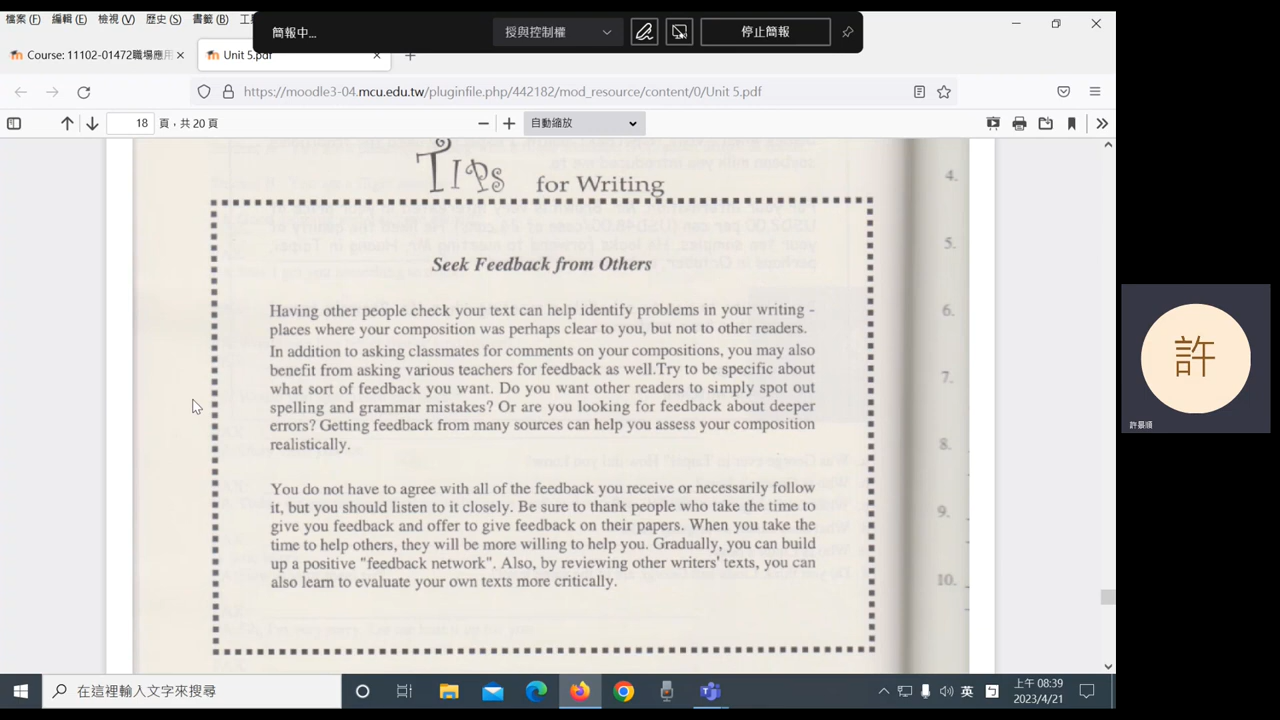 檔案(F) 編輯(E) 檢視(V) 歷史(S) 書籤(B)
簡報中... 授與控制權 停止簡報
Course: 11102-01472職場應用 Unit 5.pdf
https://moodle3-04.mcu.edu.tw/pluginfile.php/442182/mod_resource/content/0/Unit 5.pdf
18 頁，共 20 頁 自動縮放
TIPS for Writing
Seek Feedback from Others
Having other people check your text can help identify problems in your writing -
places where your composition was perhaps clear to you, but not to other readers.
In addition to asking classmates for comments on your compositions, you may also
benefit from asking various teachers for feedback as well.Try to be specific about
what sort of feedback you want. Do you want other readers to simply spot out
spelling and grammar mistakes? Or are you looking for feedback about deeper
errors? Getting feedback from many sources can help you assess your composition
realistically.
You do not have to agree with all of the feedback you receive or necessarily follow
it, but you should listen to it closely. Be sure to thank people who take the time to
give you feedback and offer to give feedback on their papers. When you take the
time to help others, they will be more willing to help you. Gradually, you can build
up a positive "feedback network". Also, by reviewing other writers' texts, you can
also learn to evaluate your own texts more critically.
4.
5.
6.
7.
8.
9.
10.
許
許景順
在這裡輸入文字來搜尋
英
上午 08:39
2023/4/21